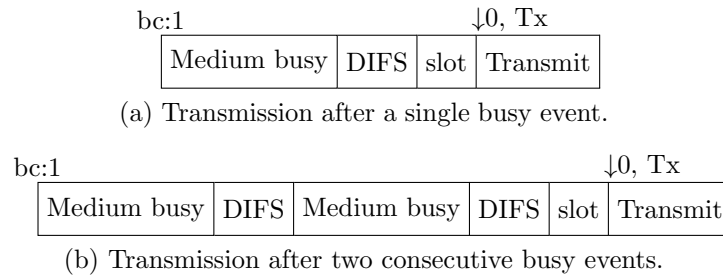 bc:1 ↓0, Tx
Medium busy DIFS slot Transmit
(a) Transmission after a single busy event.
bc:1 ↓0, Tx
Medium busy DIFS Medium busy DIFS slot Transmit
(b) Transmission after two consecutive busy events.